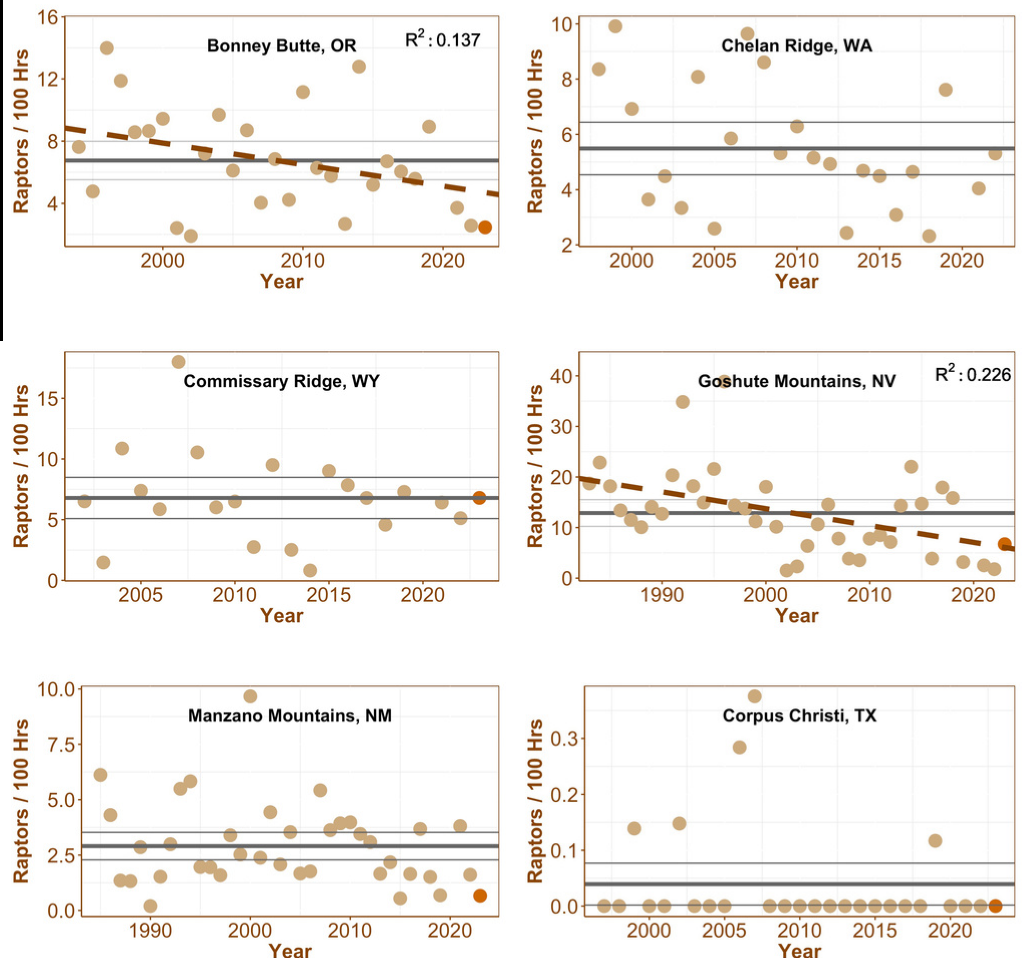 Bonney Butte, OR
R²: 0.137
Raptors / 100 Hrs
16
12
8
4
2000
2010
2020
Year
Chelan Ridge, WA
Raptors / 100 Hrs
10
8
6
4
2
2000
2005
2010
2015
2020
Year
Commissary Ridge, WY
Raptors / 100 Hrs
15
10
5
0
2005
2010
2015
2020
Year
Goshute Mountains, NV
R²: 0.226
Raptors / 100 Hrs
40
30
20
10
0
1990
2000
2010
2020
Year
Manzano Mountains, NM
Raptors / 100 Hrs
10.0
7.5
5.0
2.5
0.0
1990
2000
2010
2020
Year
Corpus Christi, TX
Raptors / 100 Hrs
0.3
0.2
0.1
0.0
2000
2005
2010
2015
2020
Year